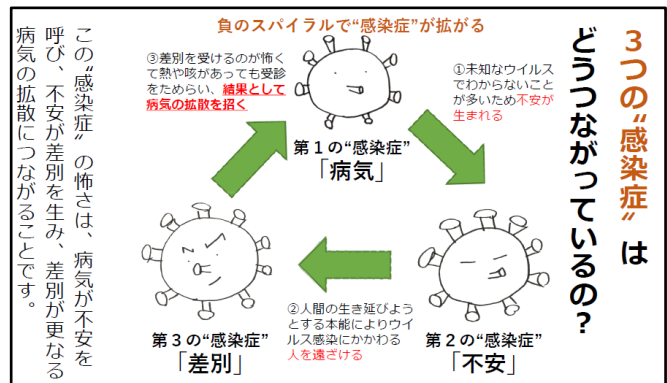 3つの“感染症”は
どうつながっているの?
負のスパイラルで“感染症”が拡がる
①未知なウイルス
でわからないこと
が多いため不安が
生まれる
第1の“感染症”
「病気」
第2の“感染症”
「不安」
②人間の生き延びよう
とする本能によりウイ
ルス感染にかかわる
人を遠ざける
第3の“感染症”
「差別」
③差別を受けるのが怖く
て熱や咳があっても受診
をためらい、結果として
病気の拡散を招く
この“感染症”の怖さは、病気が不安を
呼び、不安が差別を生み、差別が更なる
病気の拡散につながることです。